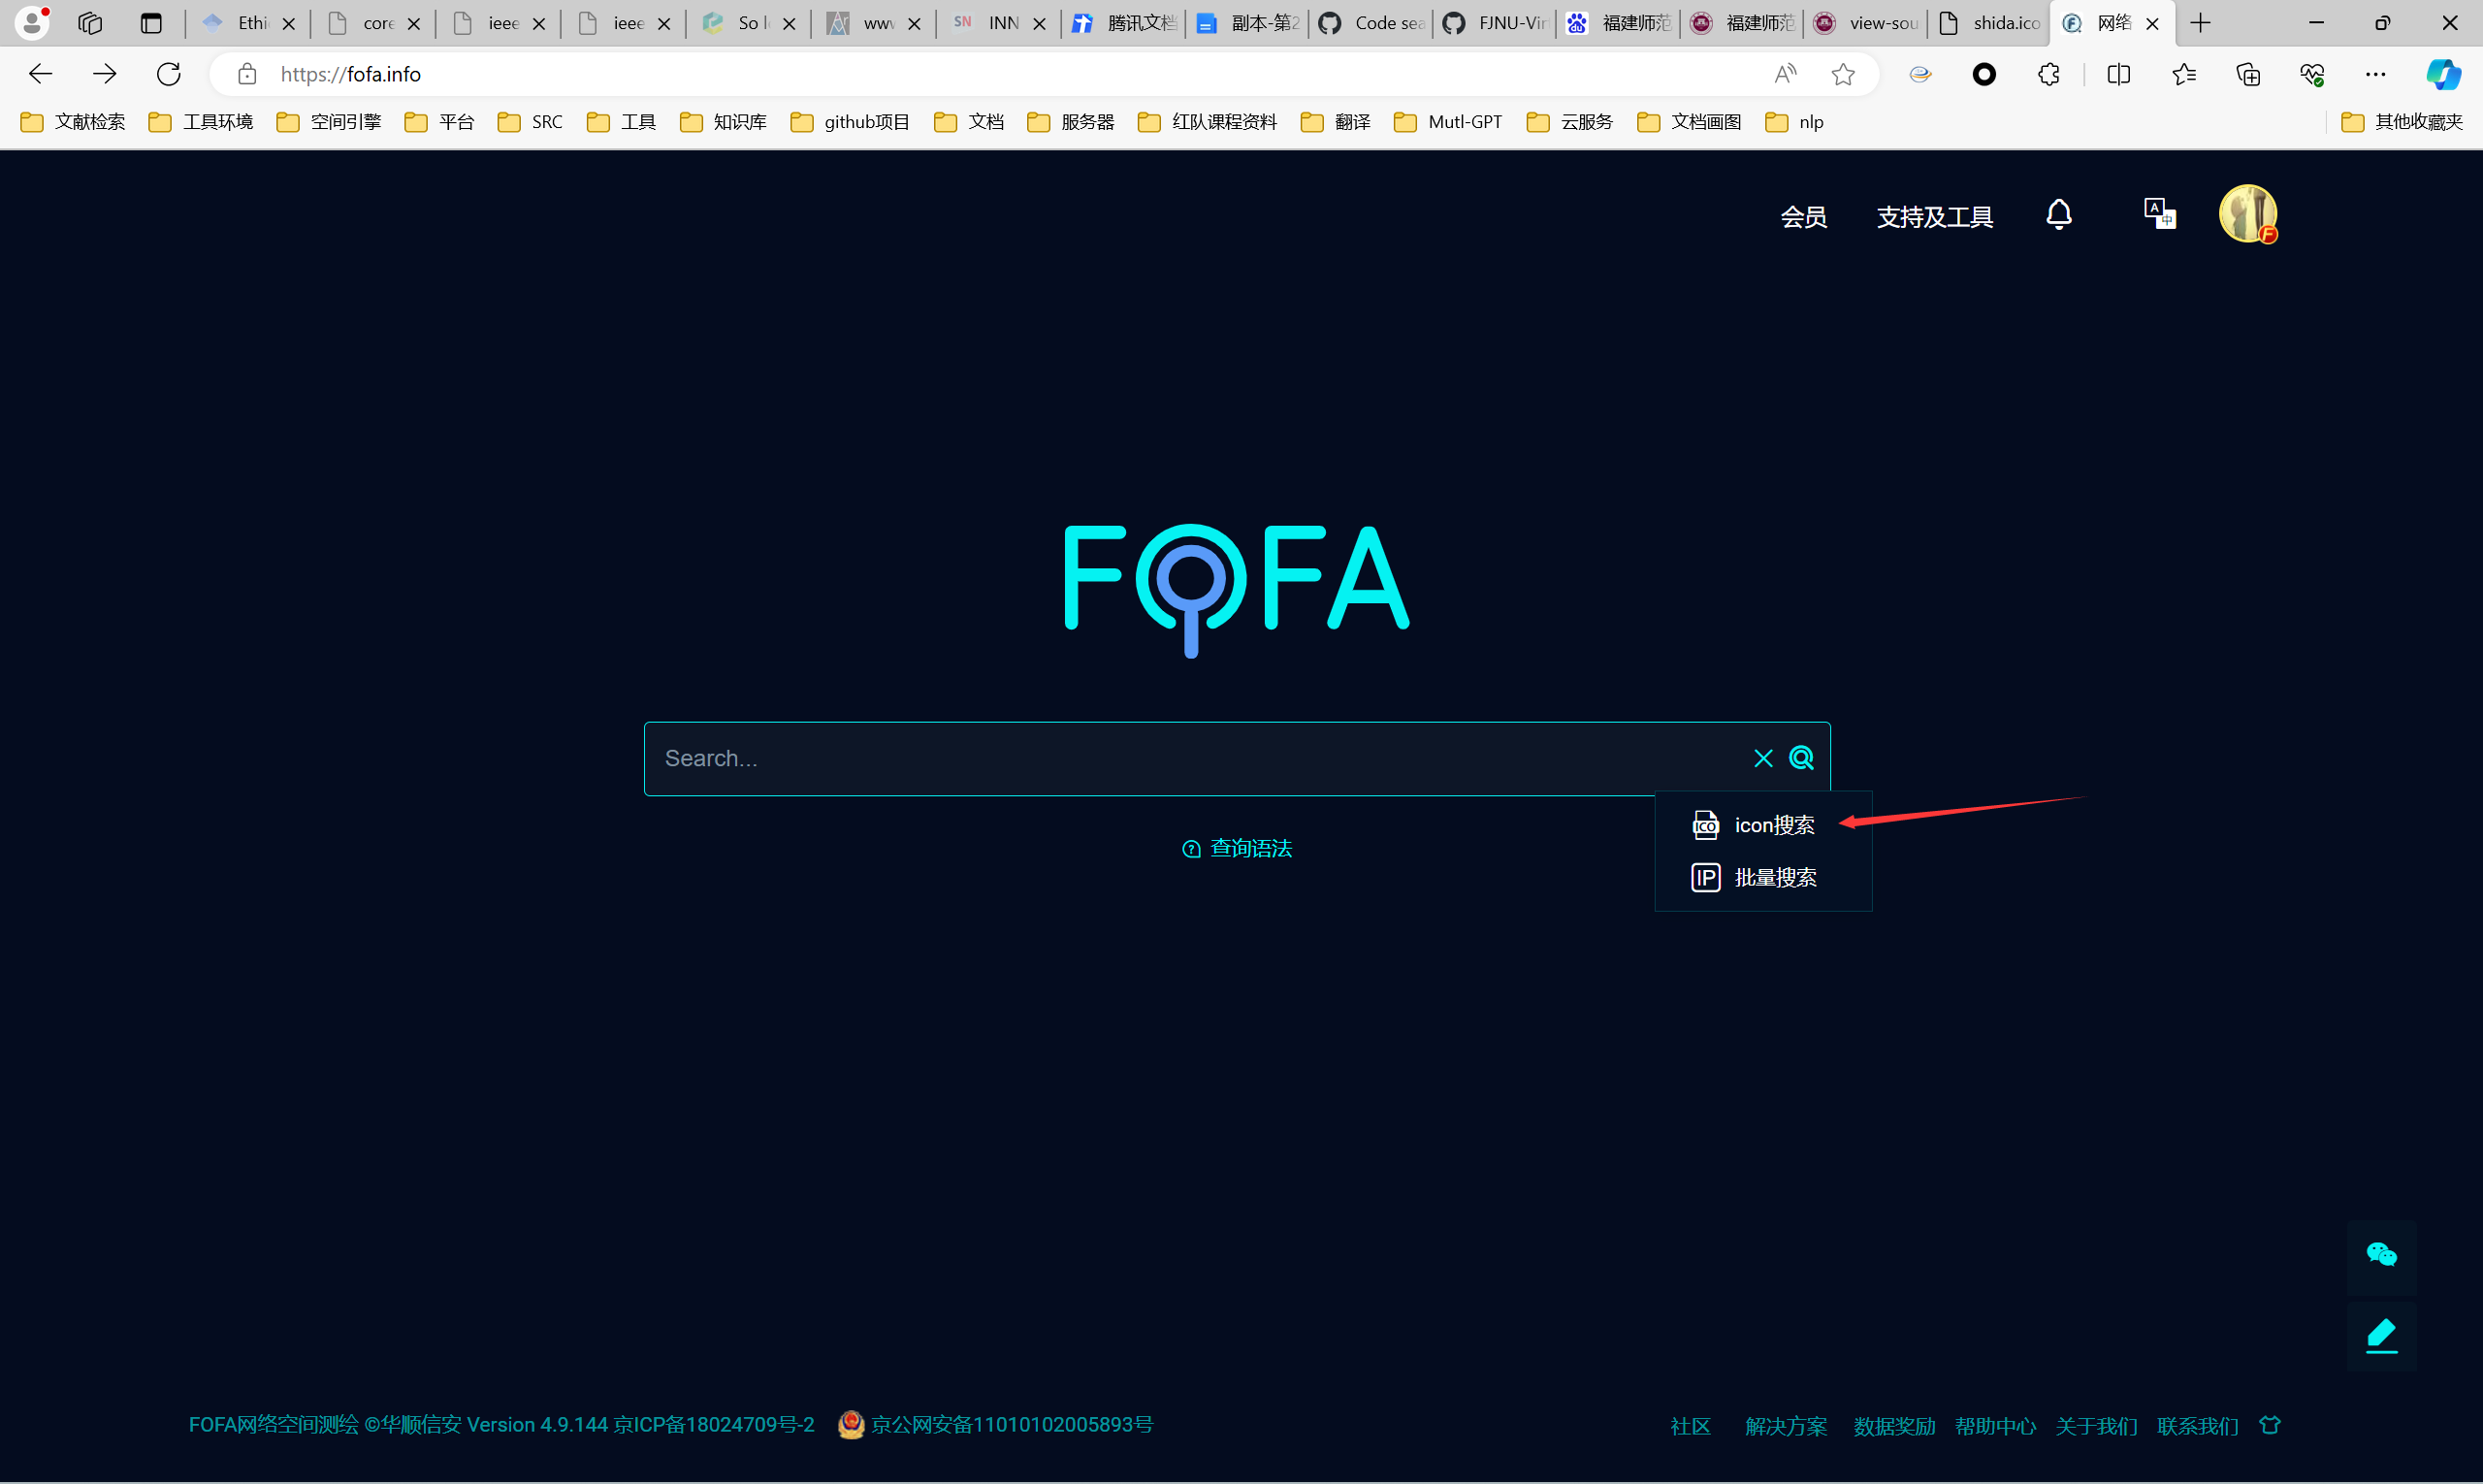 Ethi core ieee ieee So l www SN INN 腾讯文档 副本-第2 Code sea FJNU-Viri 福建师范 福建师范 view-sou shida.ico 网络
https://fofa.info
文献检索 工具环境 空间引擎 平台 SRC 工具 知识库 github项目 文档 服务器 红队课程资料 翻译 Mutl-GPT 云服务 文档画图 nlp 其他收藏夹
会员 支持及工具
FOFA
Search...
ICO icon搜索
查询语法
IP 批量搜索
FOFA网络空间测绘 ©华顺信安 Version 4.9.144 京ICP备18024709号-2 京公网安备11010102005893号
社区 解决方案 数据奖励 帮助中心 关于我们 联系我们